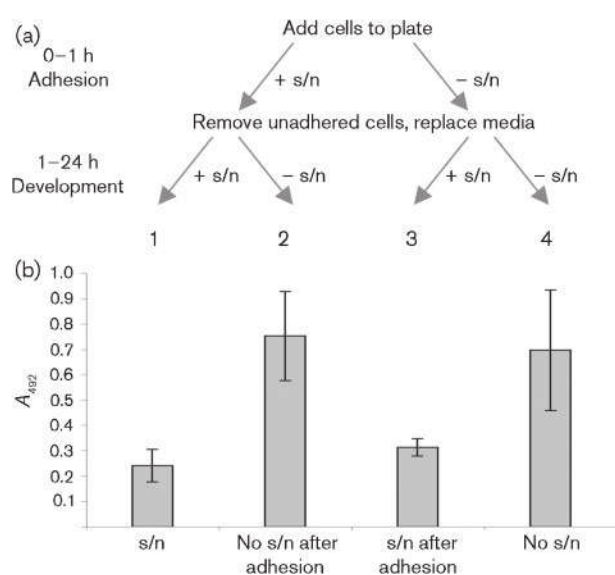 (a)
Add cells to plate
0–1 h
Adhesion
+ s/n
– s/n
Remove unadhered cells, replace media
1–24 h
Development
+ s/n
– s/n
+ s/n
– s/n
1 2 3 4
(b)
1.0
0.9
0.8
0.7
0.6
0.5
0.4
0.3
0.2
0.1
A492
s/n
No s/n after
adhesion
s/n after
adhesion
No s/n